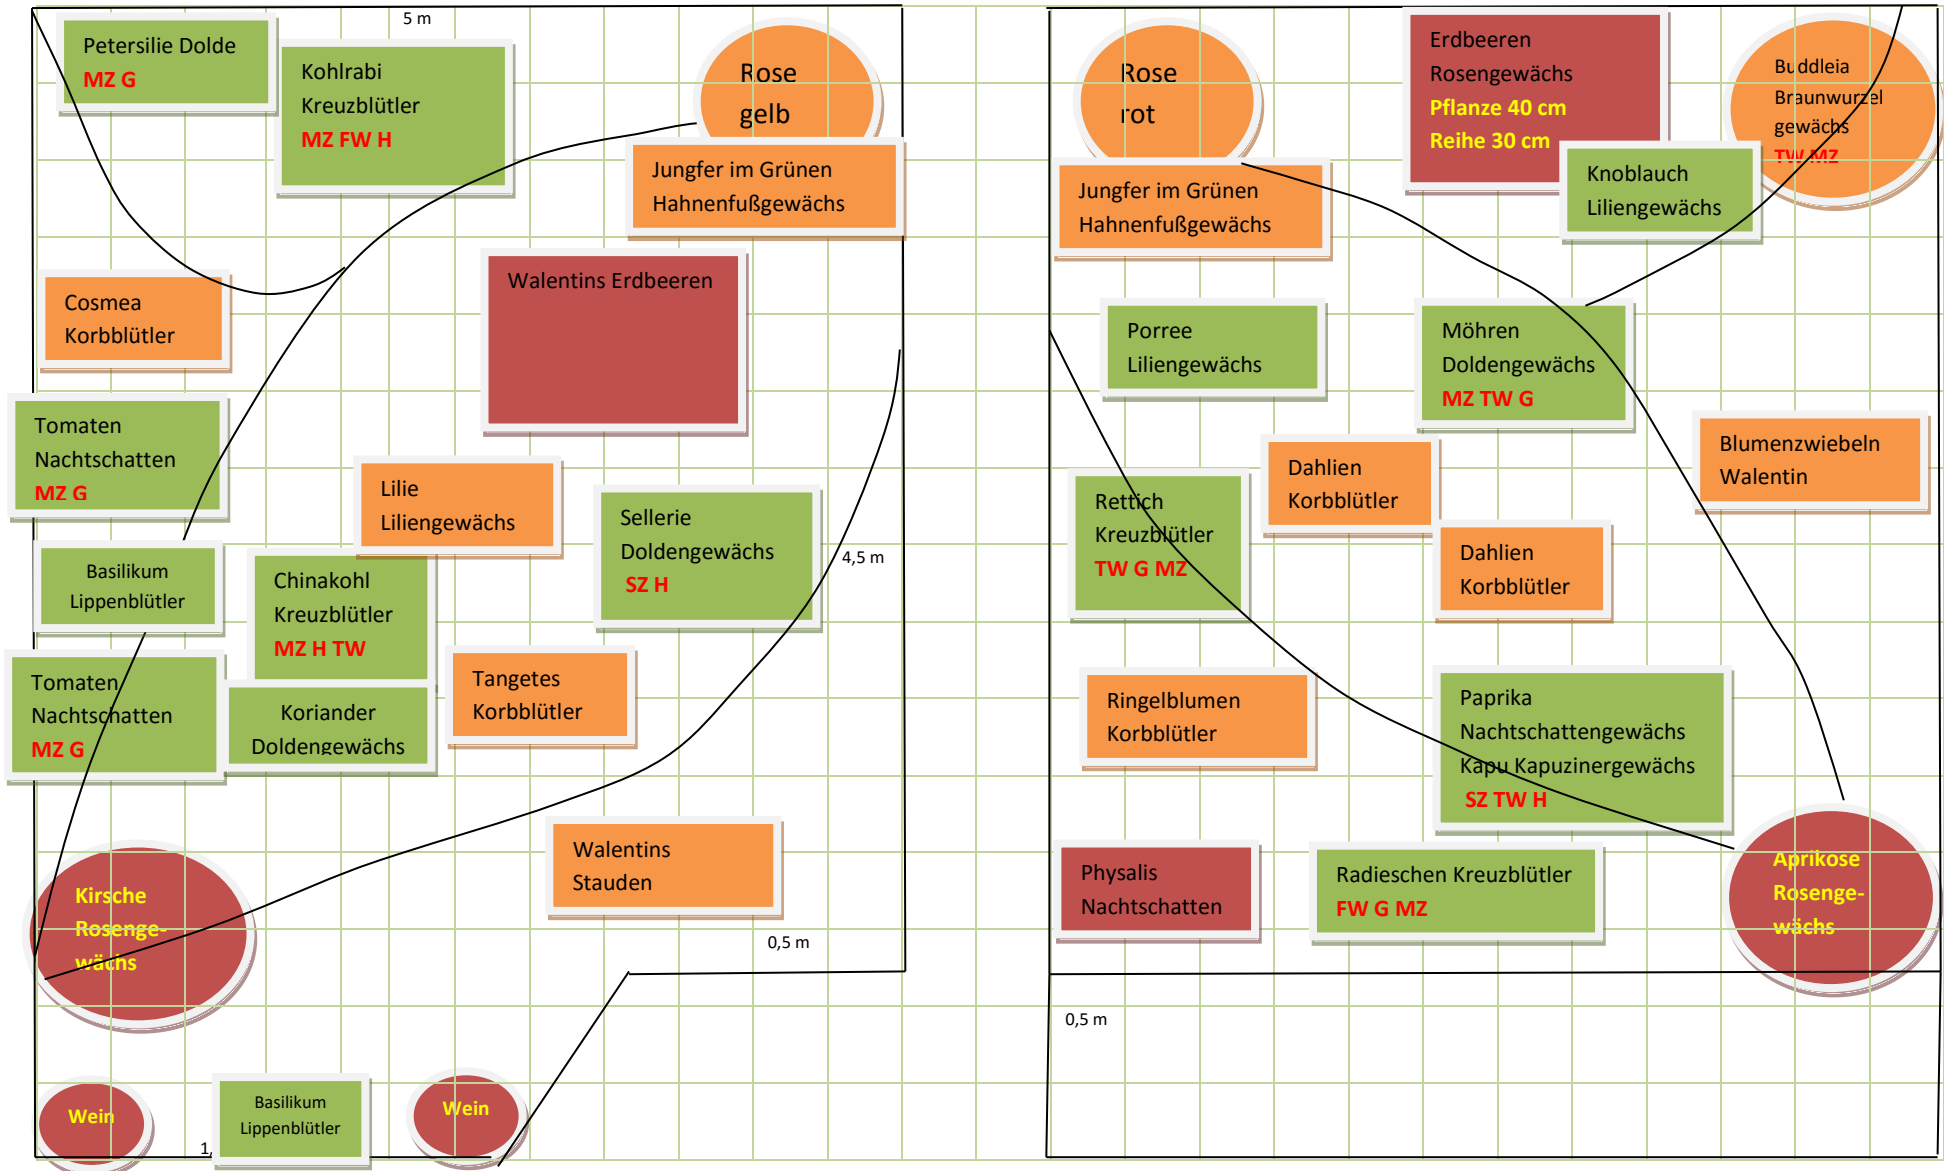 5 m
Petersilie Dolde
MZ G
Kohlrabi
Kreuzblütler
MZ FW H
Rose
gelb
Jungfer im Grünen
Hahnenfußgewächs
Cosmea
Korbblütler
Walentins Erdbeeren
Tomaten
Nachtschatten
MZ G
Lilie
Liliengewächs
Sellerie
Doldengewächs
SZ H
4,5 m
Basilikum
Lippenblütler
Chinakohl
Kreuzblütler
MZ H TW
Tomaten
Nachtschatten
MZ G
Koriander
Doldengewächs
Tangetes
Korbblütler
Walentins
Stauden
Kirsche
Rosenge-
wächs
0,5 m
Wein
Basilikum
Lippenblütler
Wein
1,
Rose
rot
Jungfer im Grünen
Hahnenfußgewächs
Erdbeeren
Rosengewächs
Pflanze 40 cm
Reihe 30 cm
Knoblauch
Liliengewächs
Buddleia
Braunwurzel
gewächs
TW MZ
Porree
Liliengewächs
Möhren
Doldengewächs
MZ TW G
Blumenzwiebeln
Walentin
Rettich
Kreuzblütler
TW G MZ
Dahlien
Korbblütler
Dahlien
Korbblütler
Ringelblumen
Korbblütler
Paprika
Nachtschattengewächs
Kapu Kapuzinergewächs
SZ TW H
Physalis
Nachtschatten
Radieschen Kreuzblütler
FW G MZ
Aprikose
Rosenge-
wächs
0,5 m